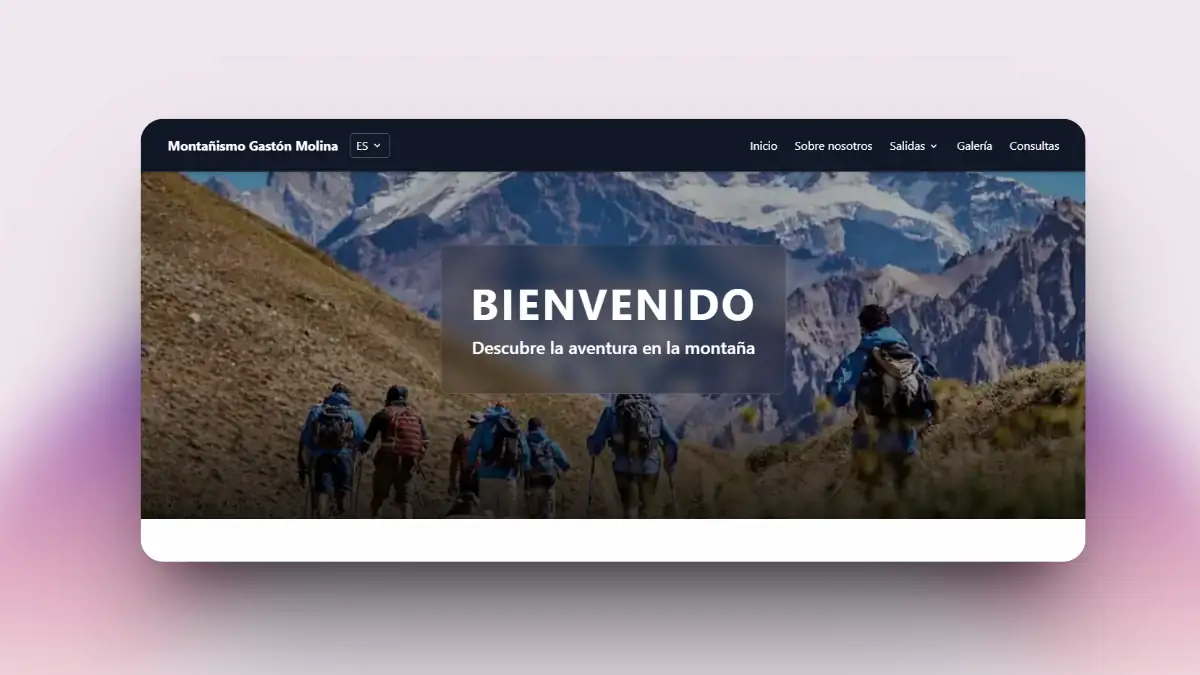 Montañismo Gastón Molina
ES
Inicio
Sobre nosotros
Salidas
Galería
Consultas
BIENVENIDO
Descubre la aventura en la montaña